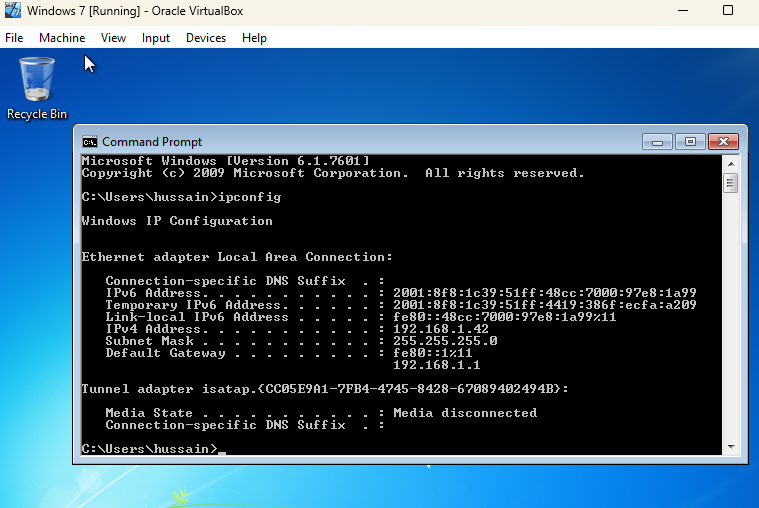 Windows 7 [Running] - Oracle VirtualBox
File Machine View Input Devices Help
Recycle Bin
Command Prompt
Microsoft Windows [Version 6.1.7601]
Copyright (c) 2009 Microsoft Corporation.  All rights reserved.
C:\Users\hussain>ipconfig
Windows IP Configuration
Ethernet adapter Local Area Connection:
   Connection-specific DNS Suffix  . :
   IPv6 Address. . . . . . . . . . . : 2001:8f8:1c39:51ff:48cc:7000:97e8:1a99
   Temporary IPv6 Address. . . . . . : 2001:8f8:1c39:51ff:4419:386f:ecfa:a209
   Link-local IPv6 Address . . . . . : fe80::48cc:7000:97e8:1a99%11
   IPv4 Address. . . . . . . . . . . : 192.168.1.42
   Subnet Mask . . . . . . . . . . . : 255.255.255.0
   Default Gateway . . . . . . . . . : fe80::1%11
                                       192.168.1.1
Tunnel adapter isatap.{CC05E9A1-7FB4-4745-8428-67089402494B}:
   Media State . . . . . . . . . . . : Media disconnected
   Connection-specific DNS Suffix  . :
C:\Users\hussain>_